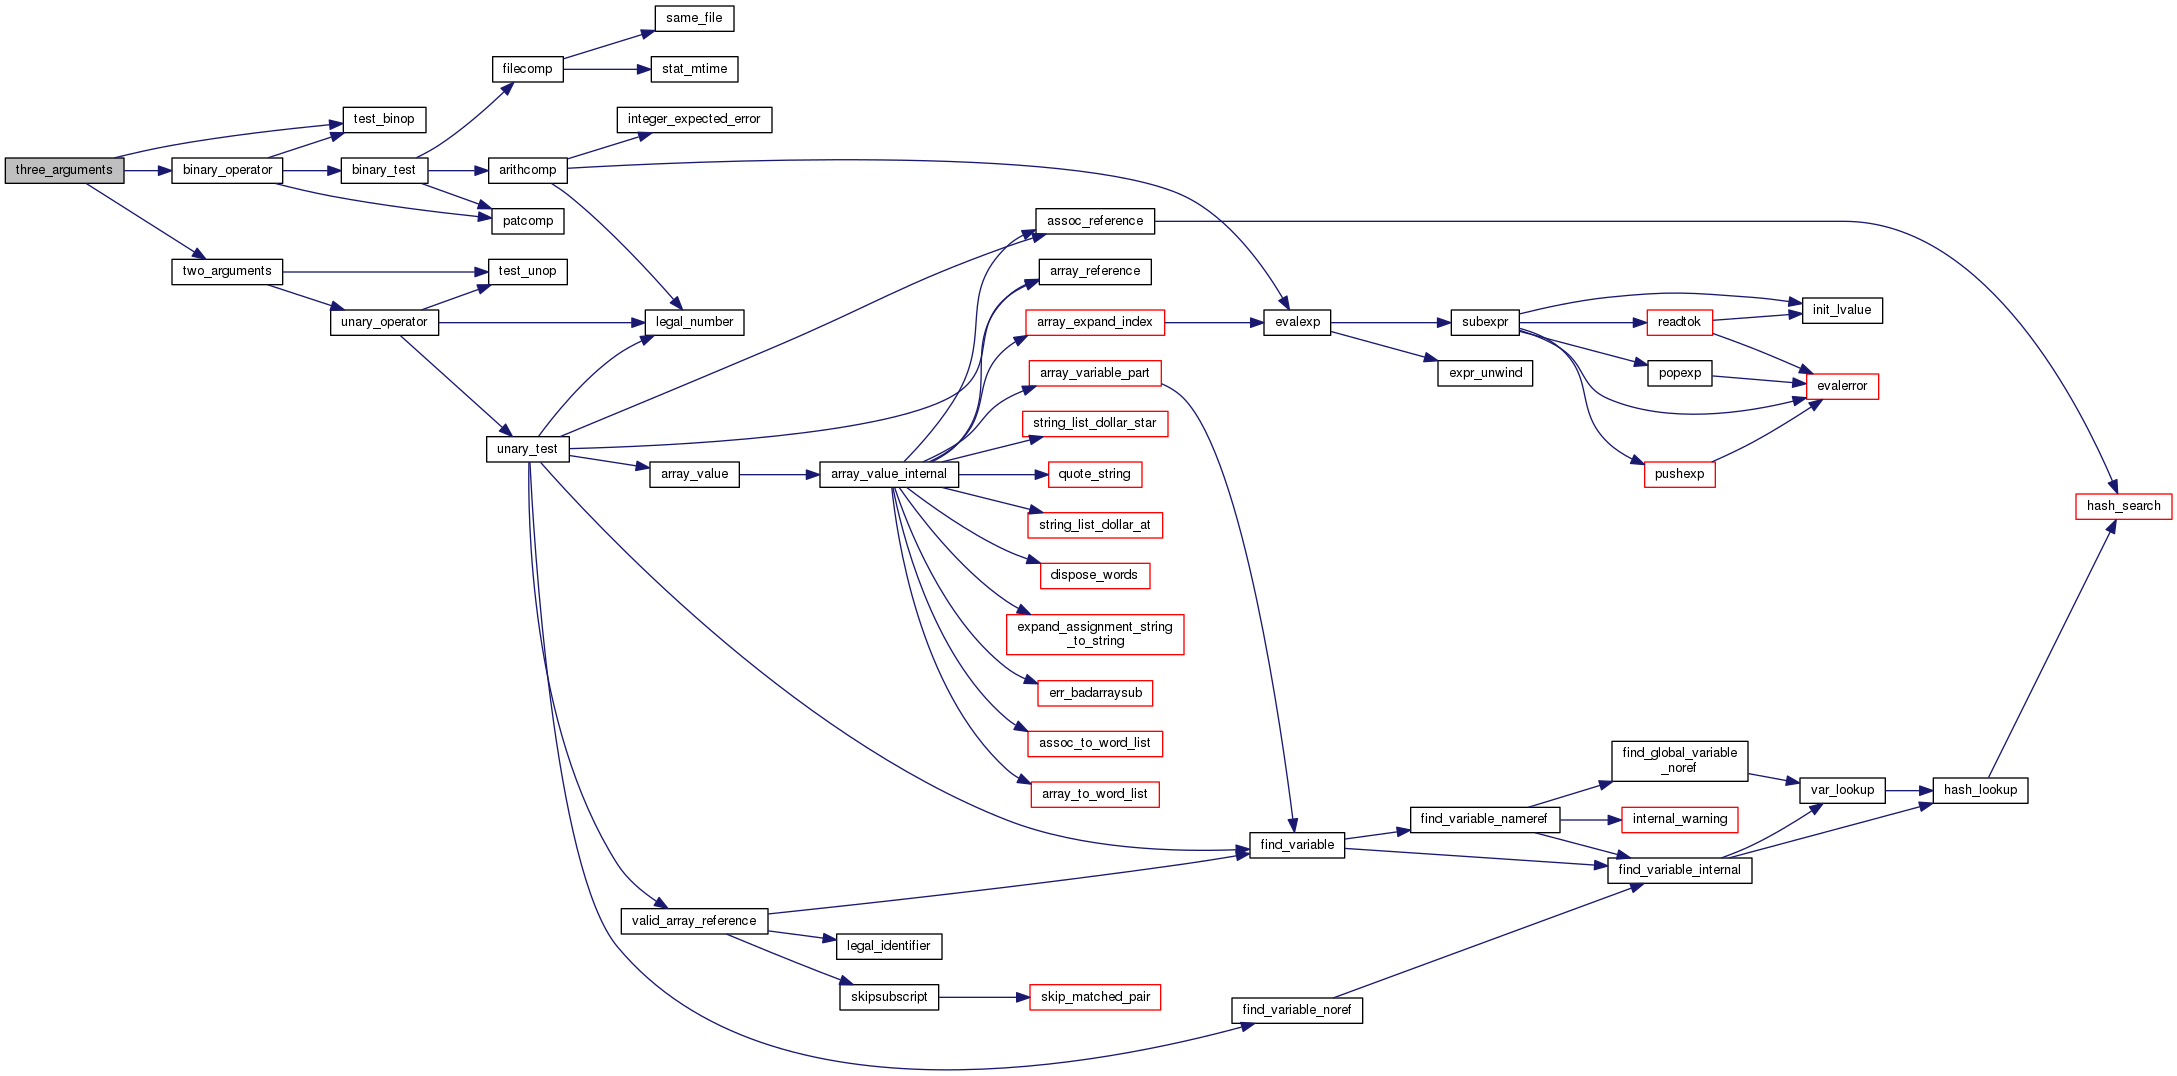 same_file
filecomp
stat_mtime
test_binop
integer_expected_error
three_arguments
binary_operator
binary_test
arithcomp
patcomp
assoc_reference
two_arguments
test_unop
array_reference
unary_operator
legal_number
array_expand_index
evalexp
subexpr
readtok
init_lvalue
array_variable_part
expr_unwind
popexp
evalerror
string_list_dollar_star
unary_test
array_value
array_value_internal
quote_string
pushexp
hash_search
string_list_dollar_at
dispose_words
expand_assignment_string
_to_string
err_badarraysub
assoc_to_word_list
array_to_word_list
find_global_variable
_noref
var_lookup
hash_lookup
find_variable_nameref
internal_warning
find_variable
find_variable_internal
valid_array_reference
legal_identifier
skipsubscript
skip_matched_pair
find_variable_noref